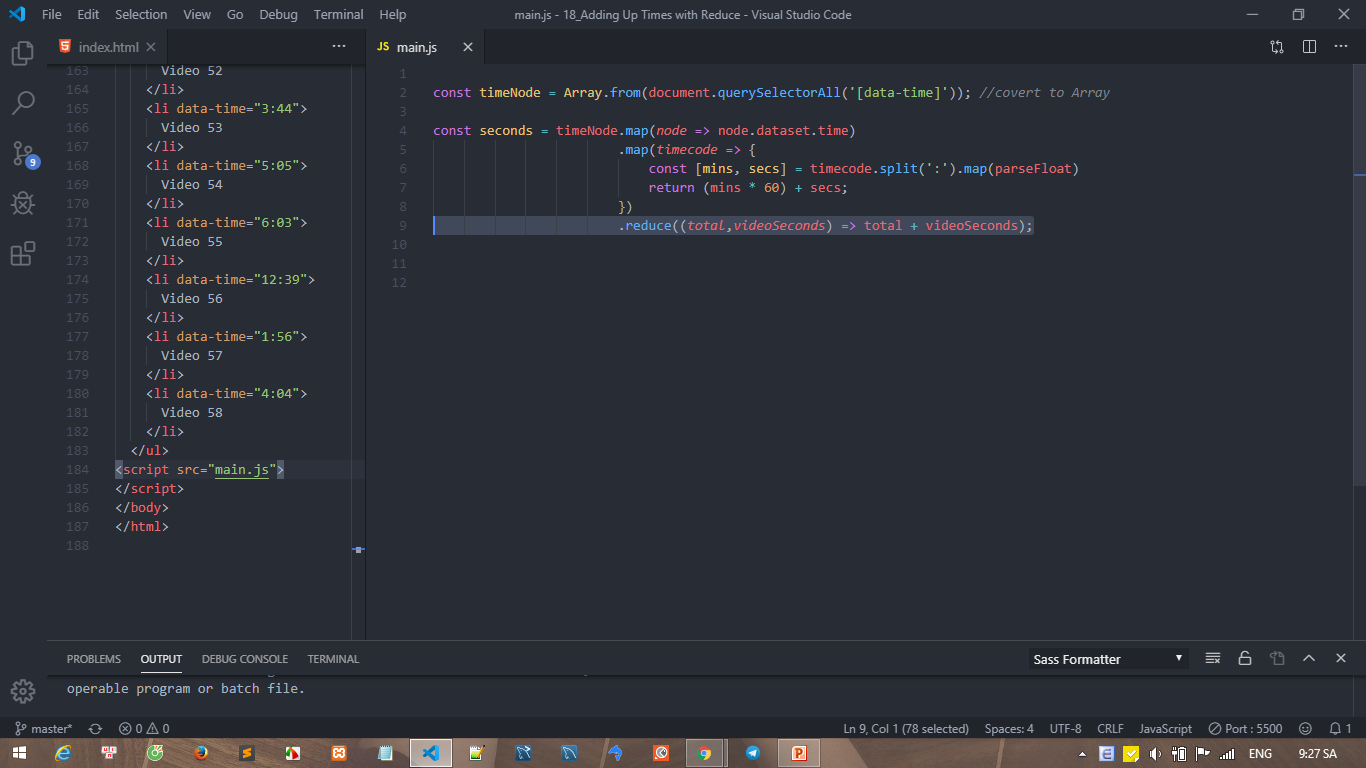 File Edit Selection View Go Debug Terminal Help
main.js - 18_Adding Up Times with Reduce - Visual Studio Code
index.html
JS main.js
163 Video 52
164 </li>
165 <li data-time="3:44">
166 Video 53
167 </li>
168 <li data-time="5:05">
169 Video 54
170 </li>
171 <li data-time="6:03">
172 Video 55
173 </li>
174 <li data-time="12:39">
175 Video 56
176 </li>
177 <li data-time="1:56">
178 Video 57
179 </li>
180 <li data-time="4:04">
181 Video 58
182 </li>
183 </ul>
184 <script src="main.js">
185 </script>
186 </body>
187 </html>
188
1
2 const timeNode = Array.from(document.querySelectorAll('[data-time]')); //covert to Array
3
4 const seconds = timeNode.map(node => node.dataset.time)
5 .map(timecode => {
6 const [mins, secs] = timecode.split(':').map(parseFloat)
7 return (mins * 60) + secs;
8 })
9 .reduce((total,videoSeconds) => total + videoSeconds);
10
11
12
9
PROBLEMS OUTPUT DEBUG CONSOLE TERMINAL
Sass Formatter
operable program or batch file.
master* 0 0
Ln 9, Col 1 (78 selected) Spaces: 4 UTF-8 CRLF JavaScript Port : 5500 1
ENG 9:27 SA